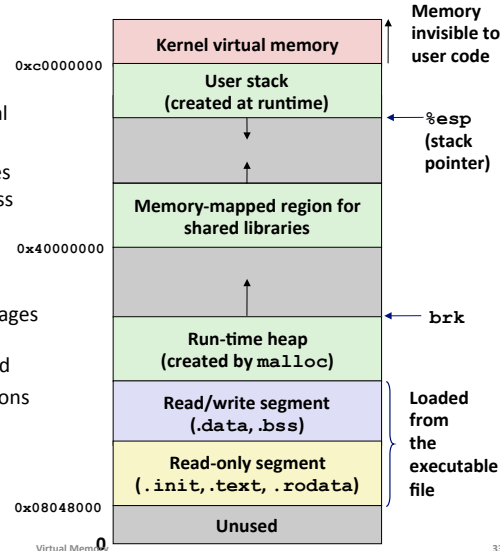 Memory
invisible to
user code
Kernel virtual memory
0xc0000000
User stack
(created at runtime)
%esp
(stack
pointer)
Memory-mapped region for
shared libraries
0x40000000
ages
brk
Run-time heap
(created by malloc)
Read/write segment
(.data, .bss)
Loaded
from
the
executable
file
Read-only segment
(.init, .text, .rodata)
0x08048000
Unused
0
Virtual Memory